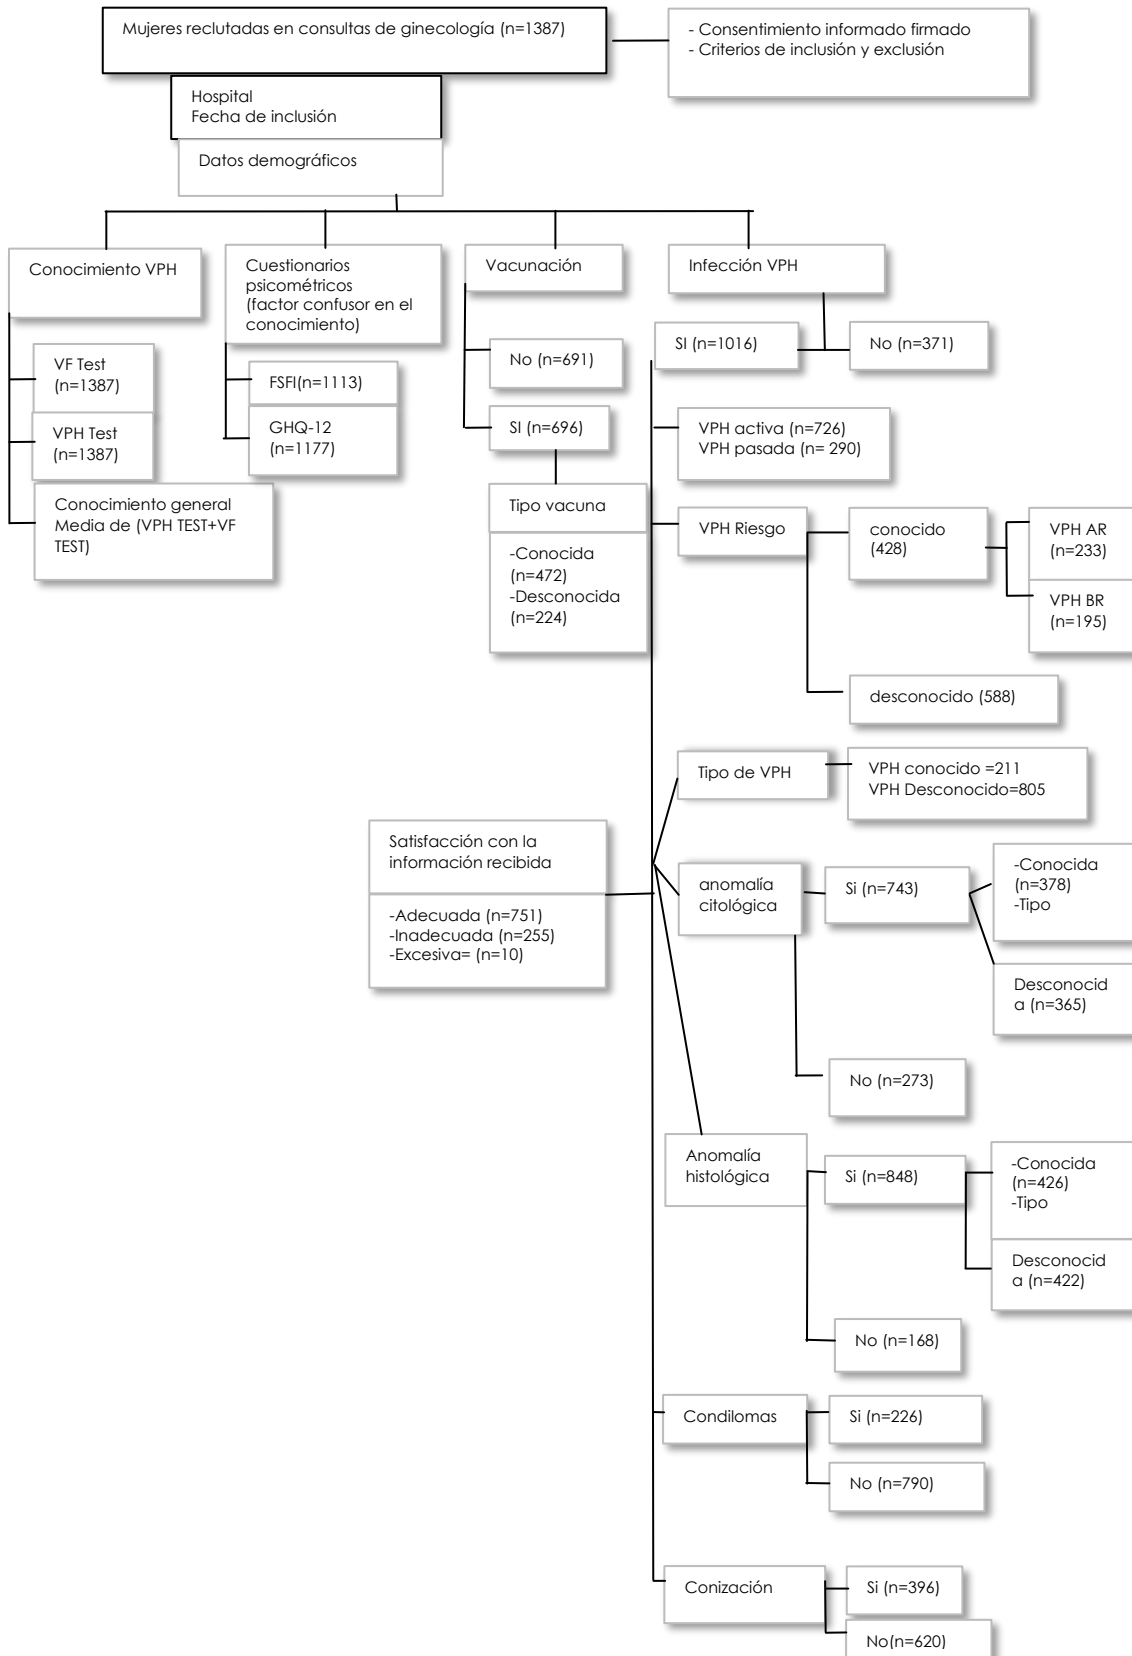 Mujeres reclutadas en consultas de ginecología (n=1387)
- Consentimiento informado firmado
- Criterios de inclusión y exclusión
Hospital
Fecha de inclusión
Datos demográficos
Conocimiento VPH
VF Test
(n=1387)
VPH Test
(n=1387)
Conocimiento general
Media de (VPH TEST+VF
TEST)
Cuestionarios
psicométricos
(factor confusor en el
conocimiento)
FSFI(n=1113)
GHQ-12
(n=1177)
Vacunación
No (n=691)
SI (n=696)
Tipo vacuna
-Conocida
(n=472)
-Desconocida
(n=224)
Infección VPH
SI (n=1016)
No (n=371)
VPH activa (n=726)
VPH pasada (n= 290)
VPH Riesgo
conocido
(428)
VPH AR
(n=233)
VPH BR
(n=195)
desconocido (588)
Tipo de VPH
VPH conocido =211
VPH Desconocido=805
Satisfacción con la
información recibida
-Adecuada (n=751)
-Inadecuada (n=255)
-Excesiva= (n=10)
anomalía
citológica
Si (n=743)
-Conocida
(n=378)
-Tipo
Desconocid
a (n=365)
No (n=273)
Anomalía
histológica
Si (n=848)
-Conocida
(n=426)
-Tipo
Desconocid
a (n=422)
No (n=168)
Condilomas
Si (n=226)
No (n=790)
Conización
Si (n=396)
No(n=620)